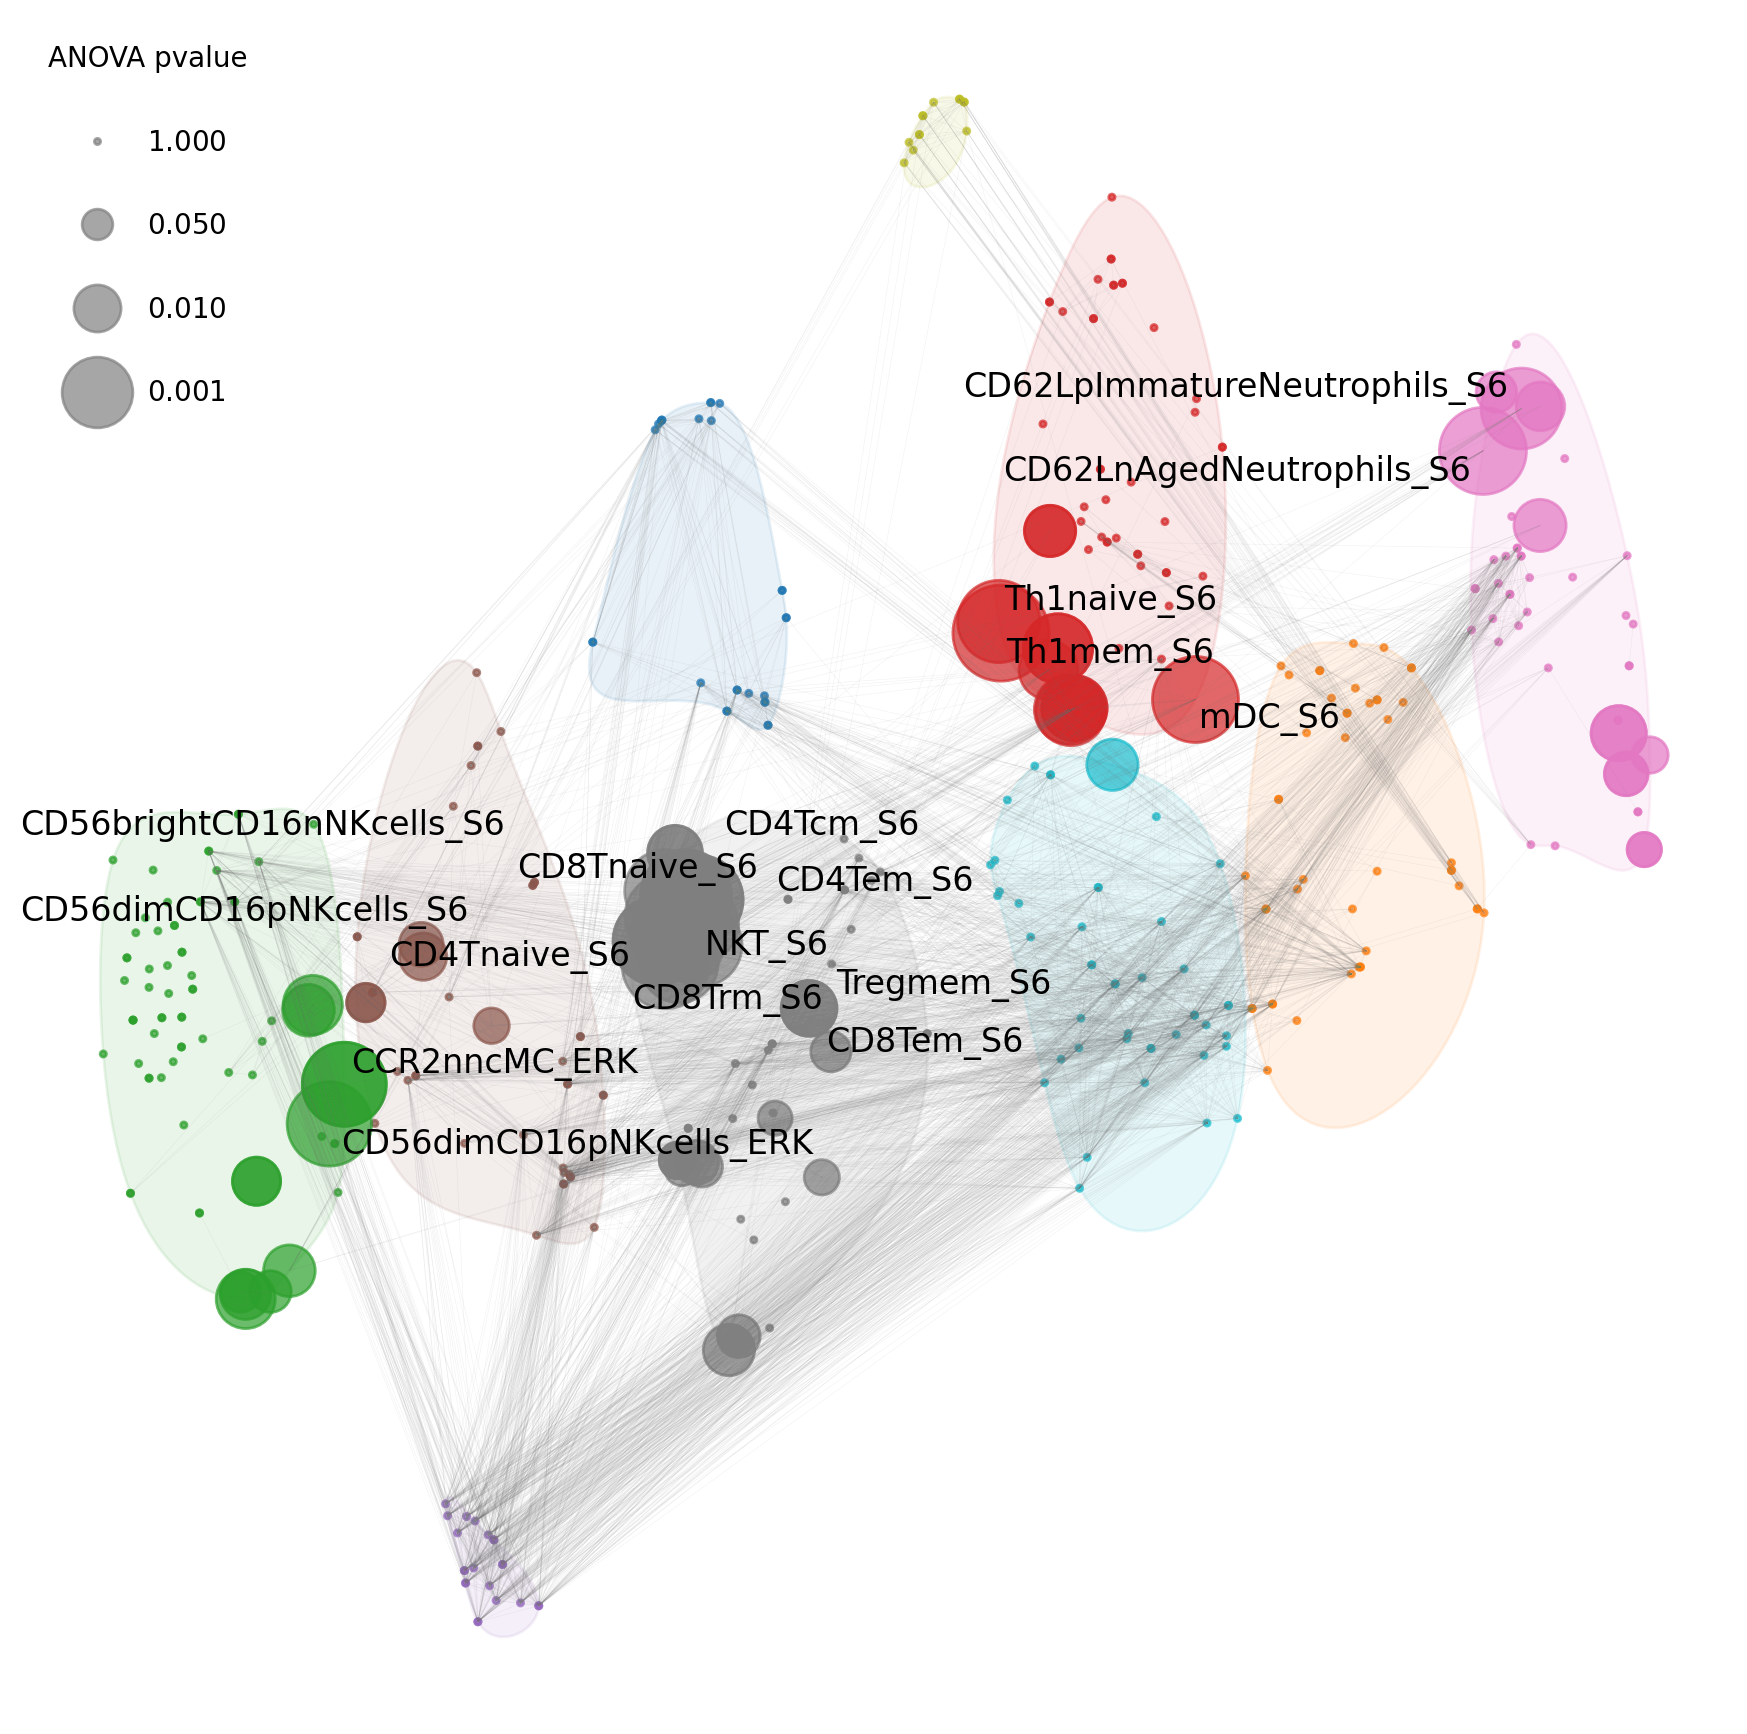 ANOVA pvalue
1.000
0.050
0.010
0.001
CD62LpImmatureNeutrophils_S6
CD62LnAgedNeutrophils_S6
Th1naive_S6
Th1mem_S6
mDC_S6
CD56brightCD16nNKcells_S6
CD4Tcm_S6
CD8Tnaive_S6
CD4Tem_S6
CD56dimCD16pNKcells_S6
NKT_S6
CD4Tnaive_S6
Tregmem_S6
CD8Trm_S6
CD8Tem_S6
CCR2nncMC_ERK
CD56dimCD16pNKcells_ERK